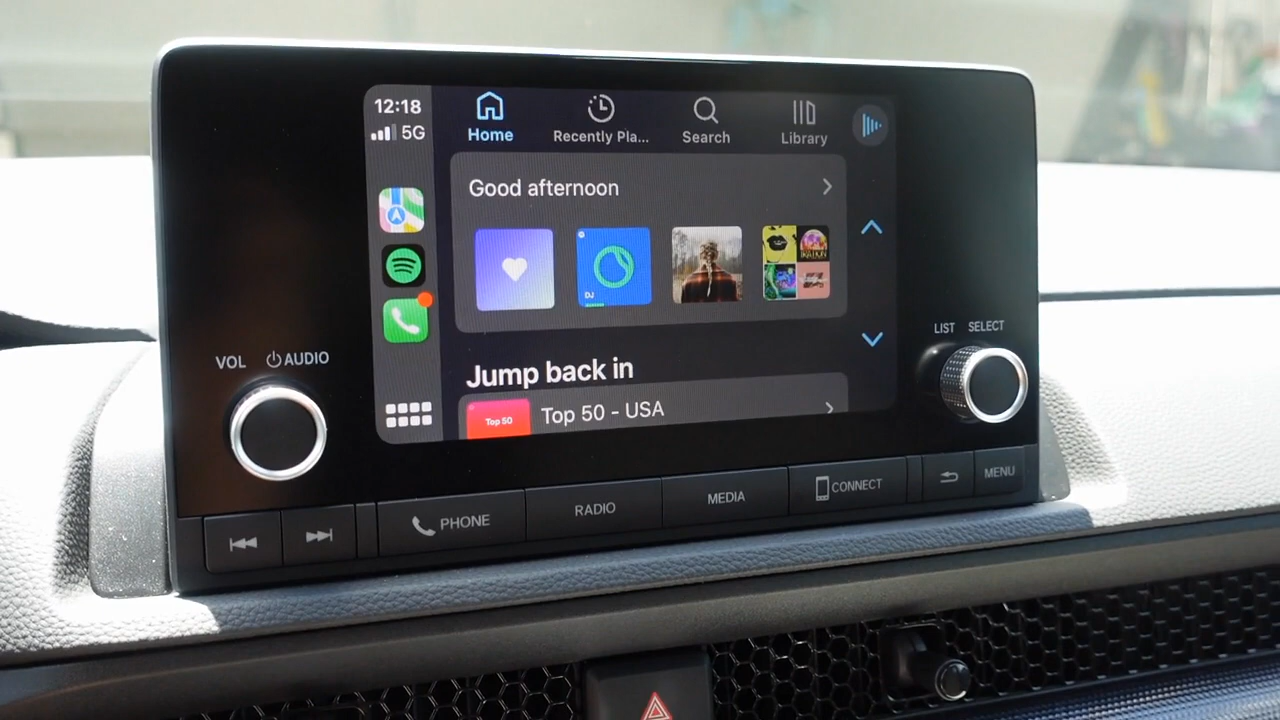 12:18
5G
Home
Recently Pla...
Search
Library
Good afternoon
DJ
Jump back in
Top 50
Top 50 - USA
VOL AUDIO
LIST SELECT
PHONE
RADIO
MEDIA
CONNECT
MENU